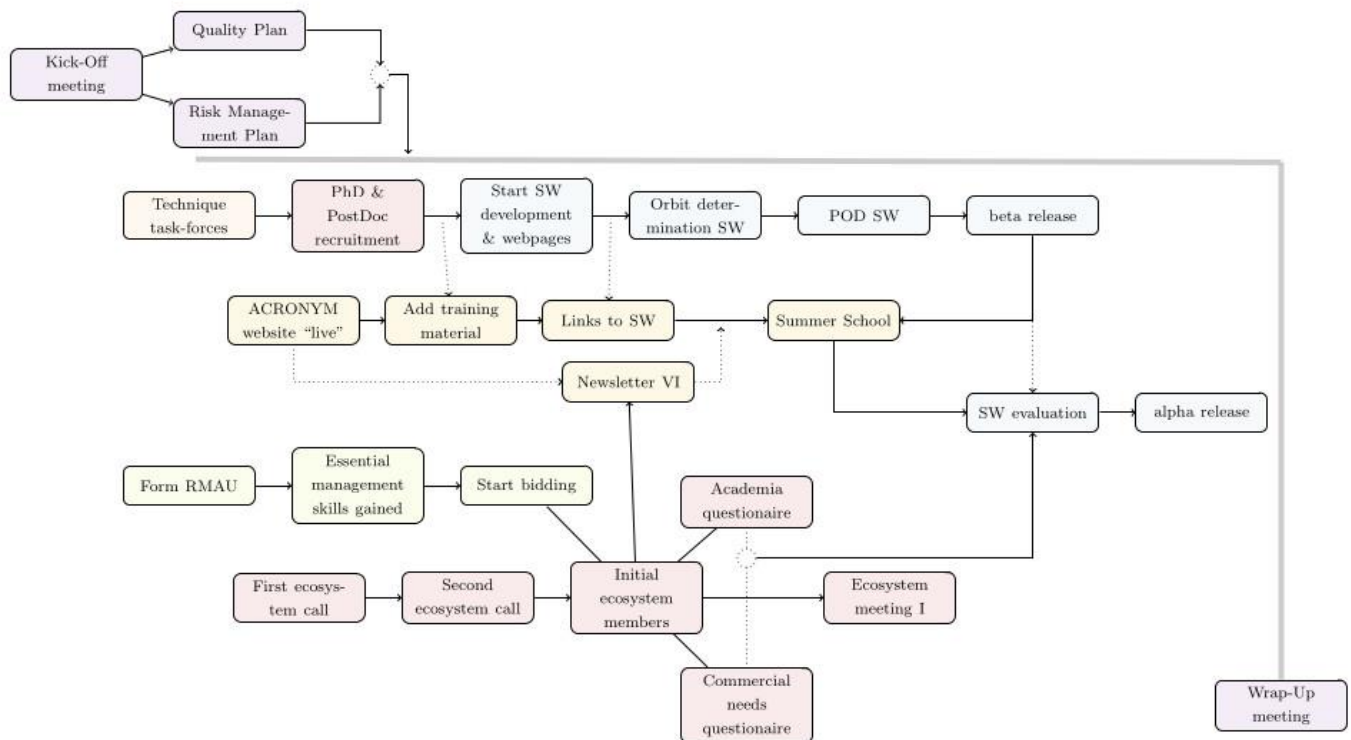 Quality Plan
Kick-Off
meeting
Risk Manage-
ment Plan
Technique
task-forces
PhD &
PostDoc
recruitment
Start SW
development
& webpages
Orbit deter-
mination SW
POD SW
beta release
ACRONYM
website “live”
Add training
material
Links to SW
Summer School
Newsletter VI
SW evaluation
alpha release
Form RMAU
Essential
management
skills gained
Start bidding
Academia
questionaire
First ecosys-
tem call
Second
ecosystem call
Initial
ecosystem
members
Ecosystem
meeting I
Commercial
needs
questionaire
Wrap-Up
meeting